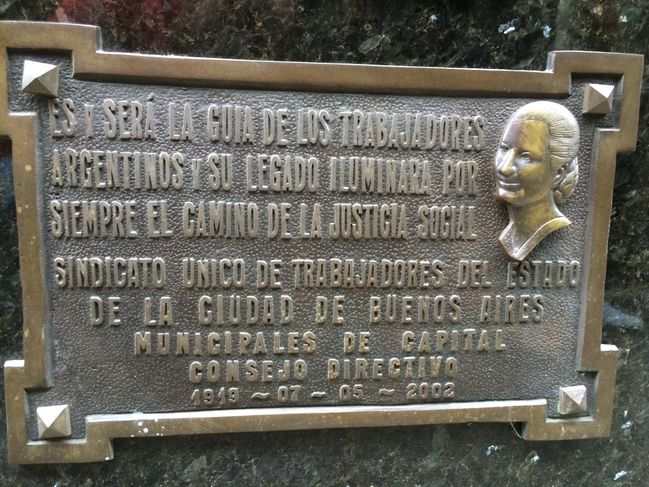 ES Y SERÁ LA GUIA DE LOS TRABAJADORES
ARGENTINOS Y SU LEGADO ILUMINARA POR
SIEMPRE EL CAMINO DE LA JUSTICIA SOCIAL
SINDICATO UNICO DE TRABAJADORES DEL ESTADO
DE LA CIUDAD DE BUENOS AIRES
MUNICIPALES DE CAPITAL
CONSEJO DIRECTIVO
1919 ~ 07 ~ 05 ~ 2002